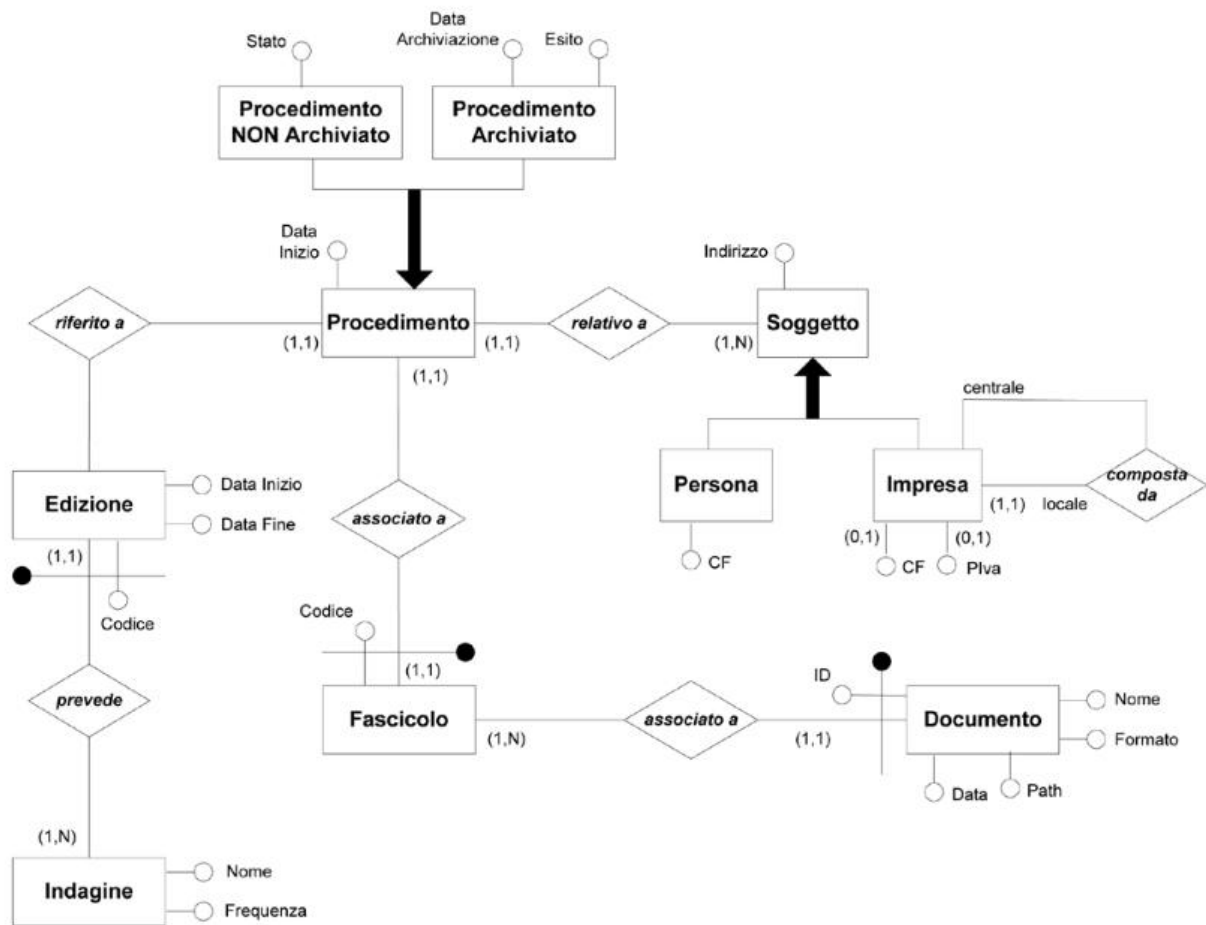 Stato
Data
Archiviazione
Esito
Procedimento
NON Archiviato
Procedimento
Archiviato
Data
Inizio
Indirizzo
riferito a
Procedimento
relativo a
Soggetto
(1,1)
(1,1)
(1,N)
(1,1)
centrale
Edizione
Data Inizio
Data Fine
associato a
Persona
Impresa
composta
da
(1,1)
locale
(1,1)
(0,1)
(0,1)
CF
CF
PIva
Codice
Codice
(1,1)
ID
prevede
Fascicolo
associato a
Documento
Nome
(1,N)
(1,1)
Formato
Data
Path
(1,N)
Indagine
Nome
Frequenza